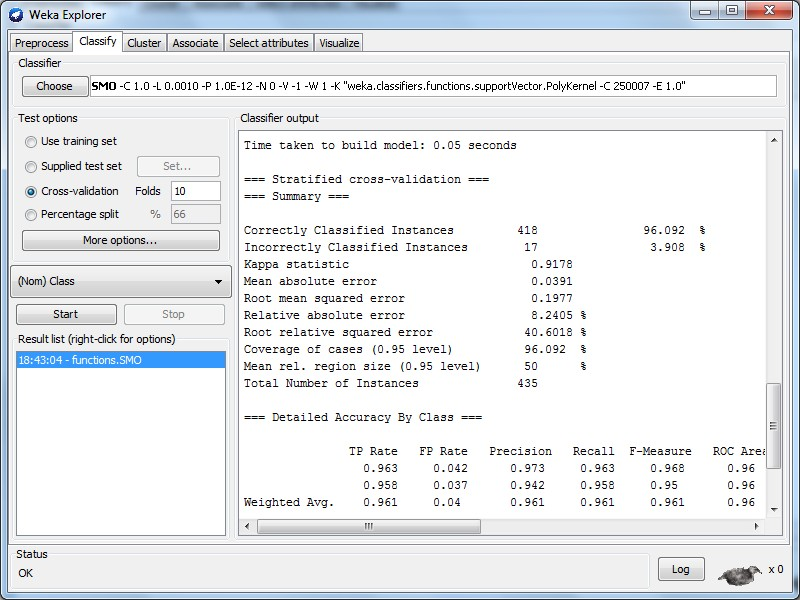 Weka Explorer
Preprocess Classify Cluster Associate Select attributes Visualize
Classifier
Choose SMO -C 1.0 -L 0.0010 -P 1.0E-12 -N 0 -V -1 -W 1 -K "weka.classifiers.functions.supportVector.PolyKernel -C 250007 -E 1.0"
Test options
Use training set
Supplied test set Set...
Cross-validation Folds 10
Percentage split % 66
More options...
(Nom) Class
Start Stop
Result list (right-click for options)
18:43:04 - functions.SMO
Classifier output
Time taken to build model: 0.05 seconds
=== Stratified cross-validation ===
=== Summary ===
Correctly Classified Instances 418 96.092 %
Incorrectly Classified Instances 17 3.908 %
Kappa statistic 0.9178
Mean absolute error 0.0391
Root mean squared error 0.1977
Relative absolute error 8.2405 %
Root relative squared error 40.6018 %
Coverage of cases (0.95 level) 96.092 %
Mean rel. region size (0.95 level) 50 %
Total Number of Instances 435
=== Detailed Accuracy By Class ===
TP Rate FP Rate Precision Recall F-Measure ROC Area
0.963 0.042 0.973 0.963 0.968 0.96
0.958 0.037 0.942 0.958 0.95 0.96
Weighted Avg. 0.961 0.04 0.961 0.961 0.961 0.96
Status
OK
Log x 0